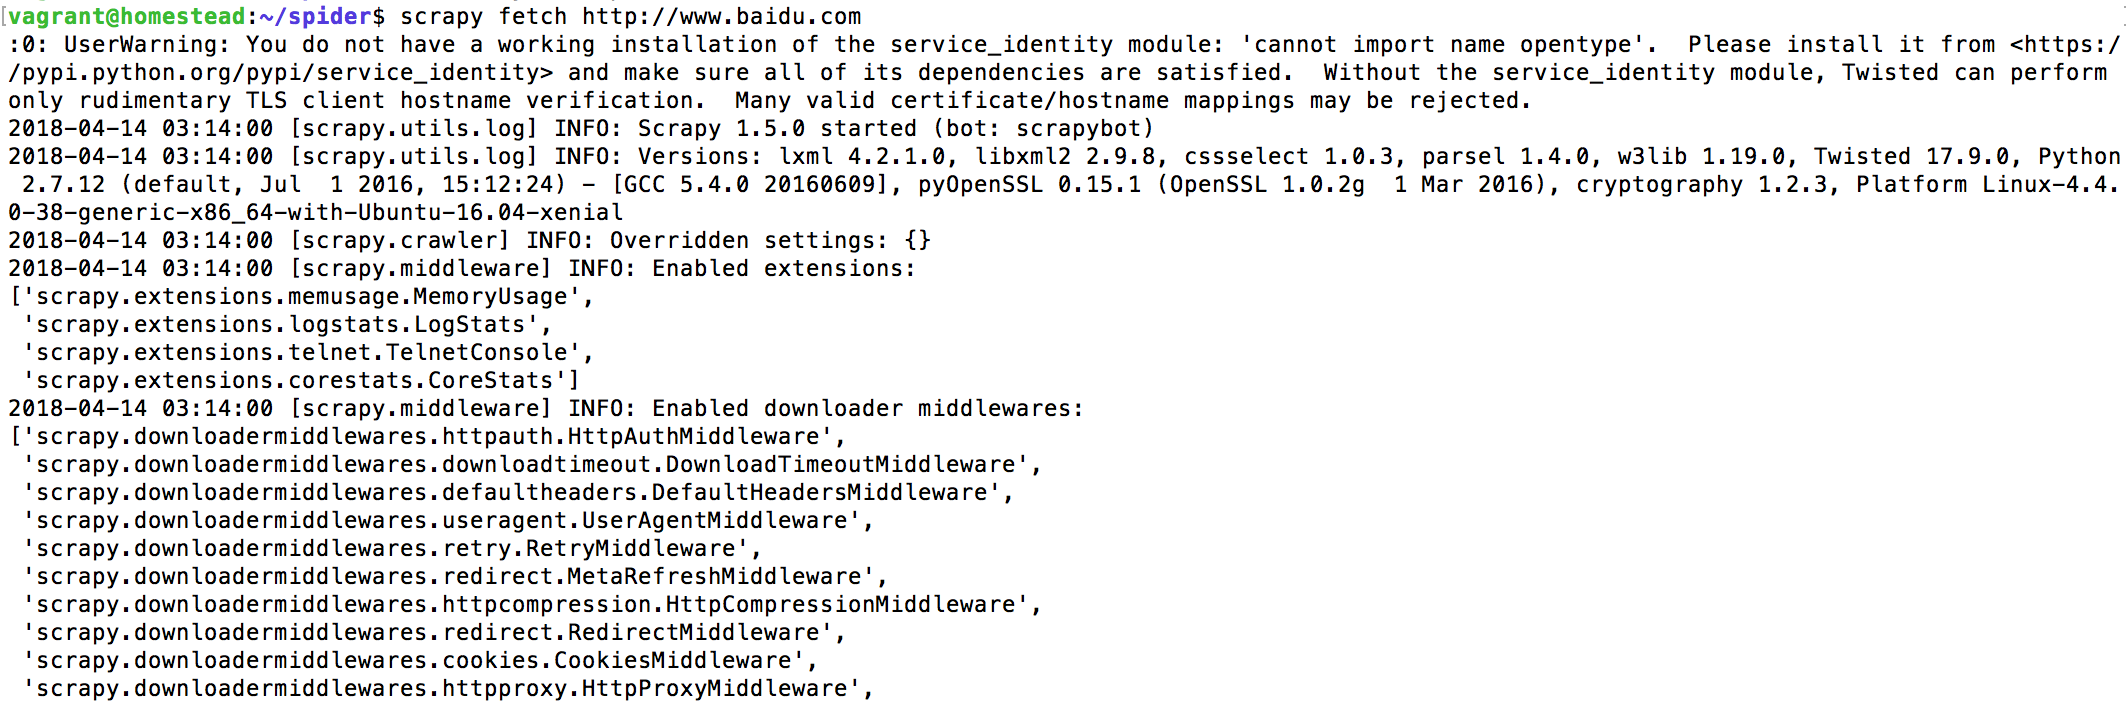 [vagrant@homestead:~/spider$ scrapy fetch http://www.baidu.com
:0: UserWarning: You do not have a working installation of the service_identity module: 'cannot import name opentype'.  Please install it from <https:/
/pypi.python.org/pypi/service_identity> and make sure all of its dependencies are satisfied.  Without the service_identity module, Twisted can perform
only rudimentary TLS client hostname verification.  Many valid certificate/hostname mappings may be rejected.
2018-04-14 03:14:00 [scrapy.utils.log] INFO: Scrapy 1.5.0 started (bot: scrapybot)
2018-04-14 03:14:00 [scrapy.utils.log] INFO: Versions: lxml 4.2.1.0, libxml2 2.9.8, cssselect 1.0.3, parsel 1.4.0, w3lib 1.19.0, Twisted 17.9.0, Python
 2.7.12 (default, Jul  1 2016, 15:12:24) - [GCC 5.4.0 20160609], pyOpenSSL 0.15.1 (OpenSSL 1.0.2g  1 Mar 2016), cryptography 1.2.3, Platform Linux-4.4.
0-38-generic-x86_64-with-Ubuntu-16.04-xenial
2018-04-14 03:14:00 [scrapy.crawler] INFO: Overridden settings: {}
2018-04-14 03:14:00 [scrapy.middleware] INFO: Enabled extensions:
['scrapy.extensions.memusage.MemoryUsage',
 'scrapy.extensions.logstats.LogStats',
 'scrapy.extensions.telnet.TelnetConsole',
 'scrapy.extensions.corestats.CoreStats']
2018-04-14 03:14:00 [scrapy.middleware] INFO: Enabled downloader middlewares:
['scrapy.downloadermiddlewares.httpauth.HttpAuthMiddleware',
 'scrapy.downloadermiddlewares.downloadtimeout.DownloadTimeoutMiddleware',
 'scrapy.downloadermiddlewares.defaultheaders.DefaultHeadersMiddleware',
 'scrapy.downloadermiddlewares.useragent.UserAgentMiddleware',
 'scrapy.downloadermiddlewares.retry.RetryMiddleware',
 'scrapy.downloadermiddlewares.redirect.MetaRefreshMiddleware',
 'scrapy.downloadermiddlewares.httpcompression.HttpCompressionMiddleware',
 'scrapy.downloadermiddlewares.redirect.RedirectMiddleware',
 'scrapy.downloadermiddlewares.cookies.CookiesMiddleware',
 'scrapy.downloadermiddlewares.httpproxy.HttpProxyMiddleware',